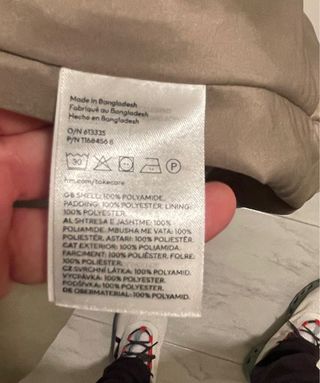 Made in Bangladesh
Fabriqué au Bangladesh
Hecho en Bangladesh
O/N 613335
P/N 1168456
30
P
hm.com/takecare
GB SHELL: 100% POLYAMIDE.
PADDING: 100% POLYESTER. LINING:
100% POLYESTER.
AL SHTRESA E JASHTME: 100%
POLIAMIDE. MBUSHA ME VATA: 100%
POLIESTËR. ASTARI: 100% POLIESTËR.
CAT EXTERIOR: 100% POLIAMIDA.
FARCIMENT: 100% POLIÈSTER. FOLRE:
100% POLIÈSTER.
CZ SVRCHNÍ LÁTKA: 100% POLYAMID.
VYCPÁVKA: 100% POLYESTER.
PODŠÍVKA: 100% POLYESTER.
DE OBERMATERIAL: 100% POLYAMID.